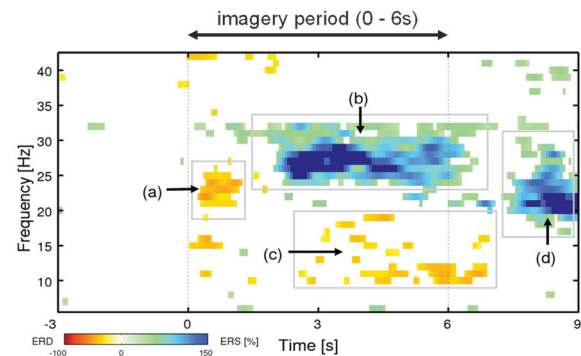 imagery period (0 - 6s)
40
35
30
25
20
15
10
Frequency [Hz]
(a)
(b)
(c)
(d)
-3
0
3
6
9
Time [s]
ERD
ERS [%]
-100
0
150